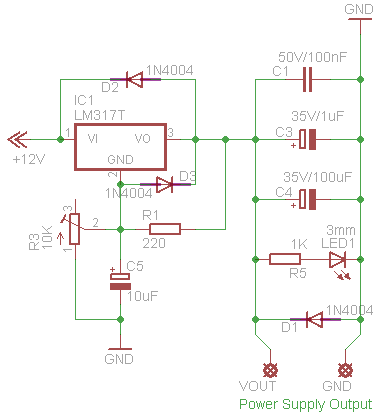 GND
50V/100nF
C1
1N4004
D2
IC1
LM317T
1 VI VO 3
GND
2
+12V
35V/1uF
C3
D3
1N4004
35V/100uF
C4
3
2
1
R3
10K
R1
220
3mm
LED1
1K
R5
C5
10uF
1N4004
D1
GND
VOUT GND
Power Supply Output